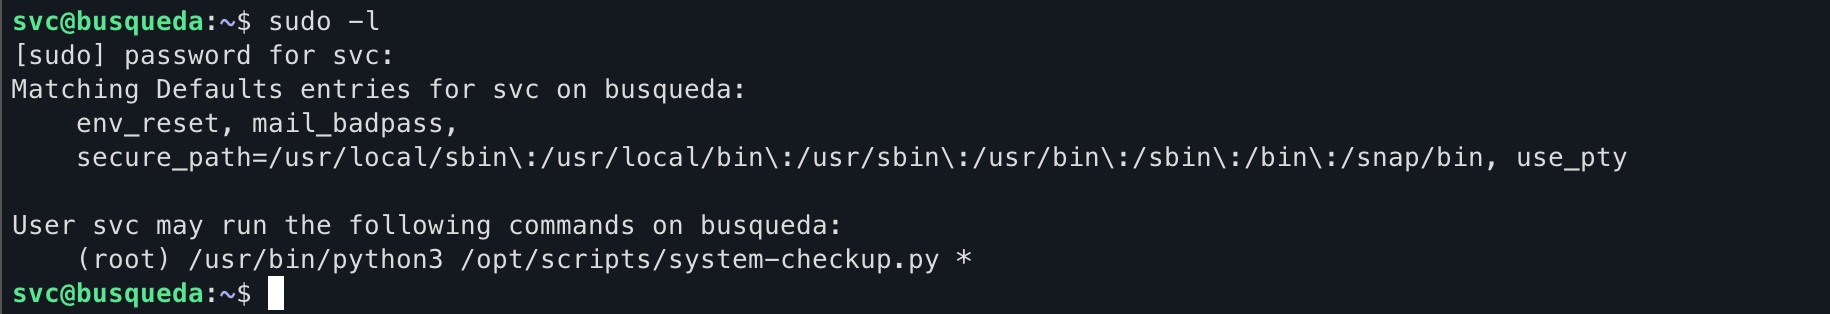 svc@busqueda:~$ sudo -l
[sudo] password for svc:
Matching Defaults entries for svc on busqueda:
    env_reset, mail_badpass,
    secure_path=/usr/local/sbin\:/usr/local/bin\:/usr/sbin\:/usr/bin\:/sbin\:/bin\:/snap/bin, use_pty

User svc may run the following commands on busqueda:
    (root) /usr/bin/python3 /opt/scripts/system-checkup.py *
svc@busqueda:~$